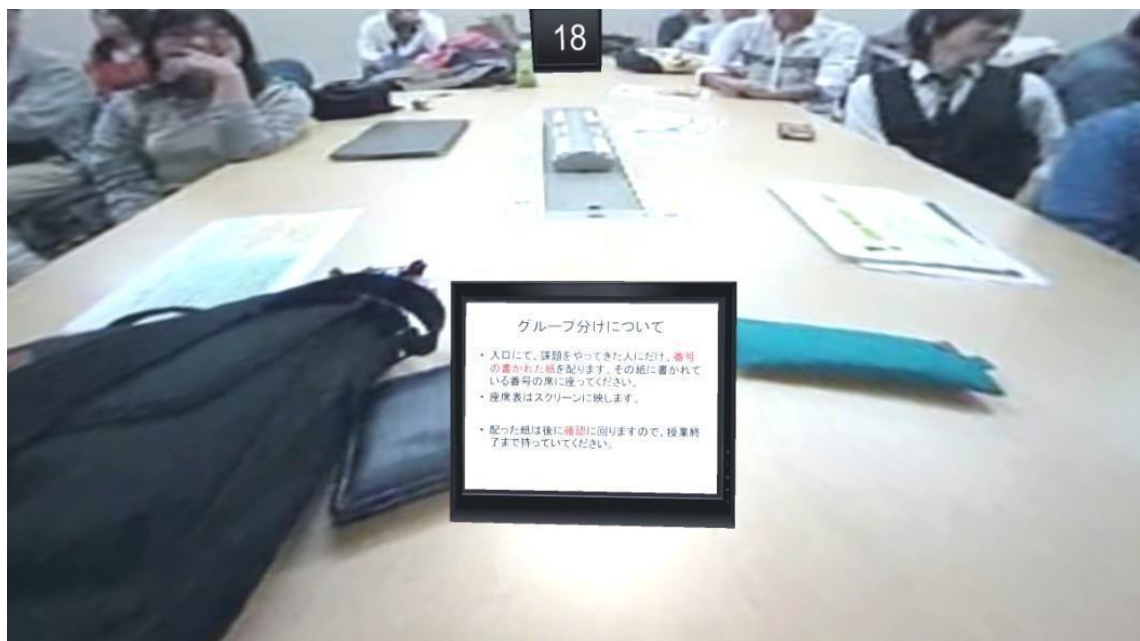 18
グループ分けについて
• 入口にて、課題をやってきた人にだけ、番号
の書かれた紙を配ります。その紙に書かれて
いる番号の席に座ってください。
• 座席表はスクリーンに映します。
• 配った紙は後に確認に回りますので、授業終
了まで持っていてください。